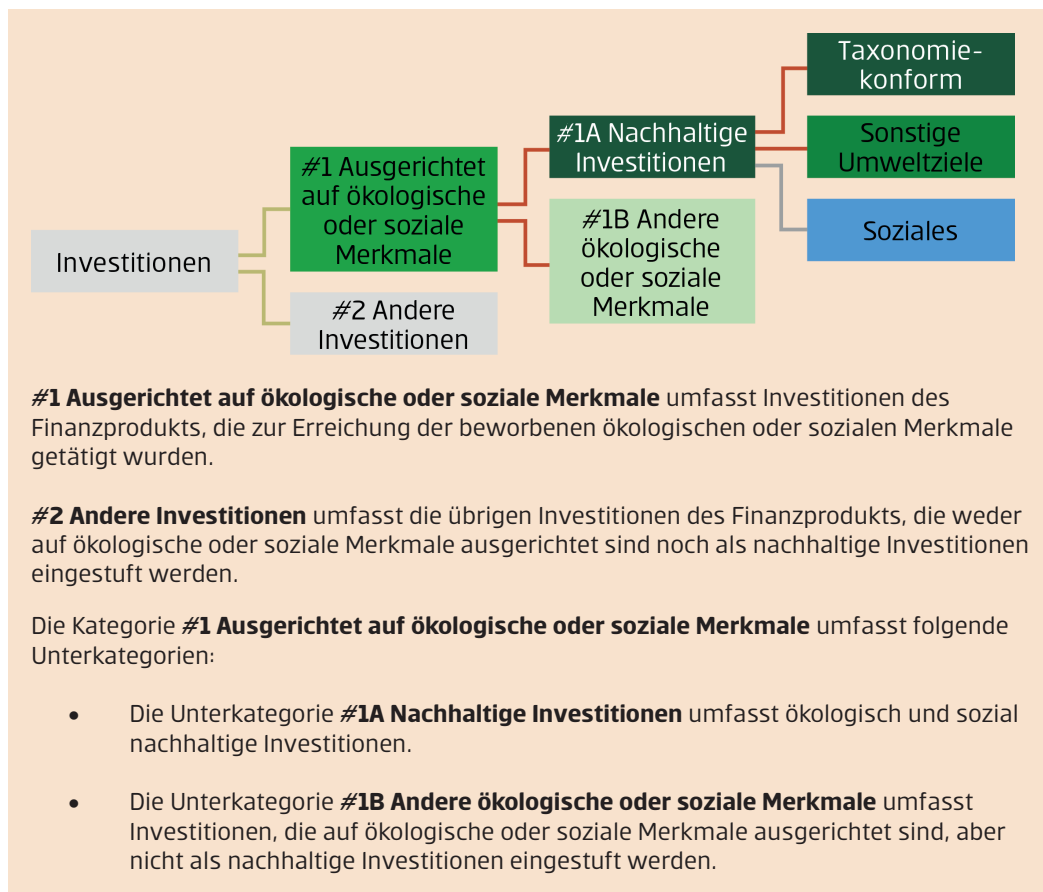 Taxonomie-
konform
#1A Nachhaltige
Investitionen
Sonstige
Umweltziele
#1 Ausgerichtet
auf ökologische
oder soziale
Merkmale
#1B Andere
ökologische
oder soziale
Merkmale
Soziales
Investitionen
#2 Andere
Investitionen
#1 Ausgerichtet auf ökologische oder soziale Merkmale umfasst Investitionen des
Finanzprodukts, die zur Erreichung der beworbenen ökologischen oder sozialen Merkmale
getätigt wurden.
#2 Andere Investitionen umfasst die übrigen Investitionen des Finanzprodukts, die weder
auf ökologische oder soziale Merkmale ausgerichtet sind noch als nachhaltige Investitionen
eingestuft werden.
Die Kategorie #1 Ausgerichtet auf ökologische oder soziale Merkmale umfasst folgende
Unterkategorien:
• Die Unterkategorie #1A Nachhaltige Investitionen umfasst ökologisch und sozial
nachhaltige Investitionen.
• Die Unterkategorie #1B Andere ökologische oder soziale Merkmale umfasst
Investitionen, die auf ökologische oder soziale Merkmale ausgerichtet sind, aber
nicht als nachhaltige Investitionen eingestuft werden.